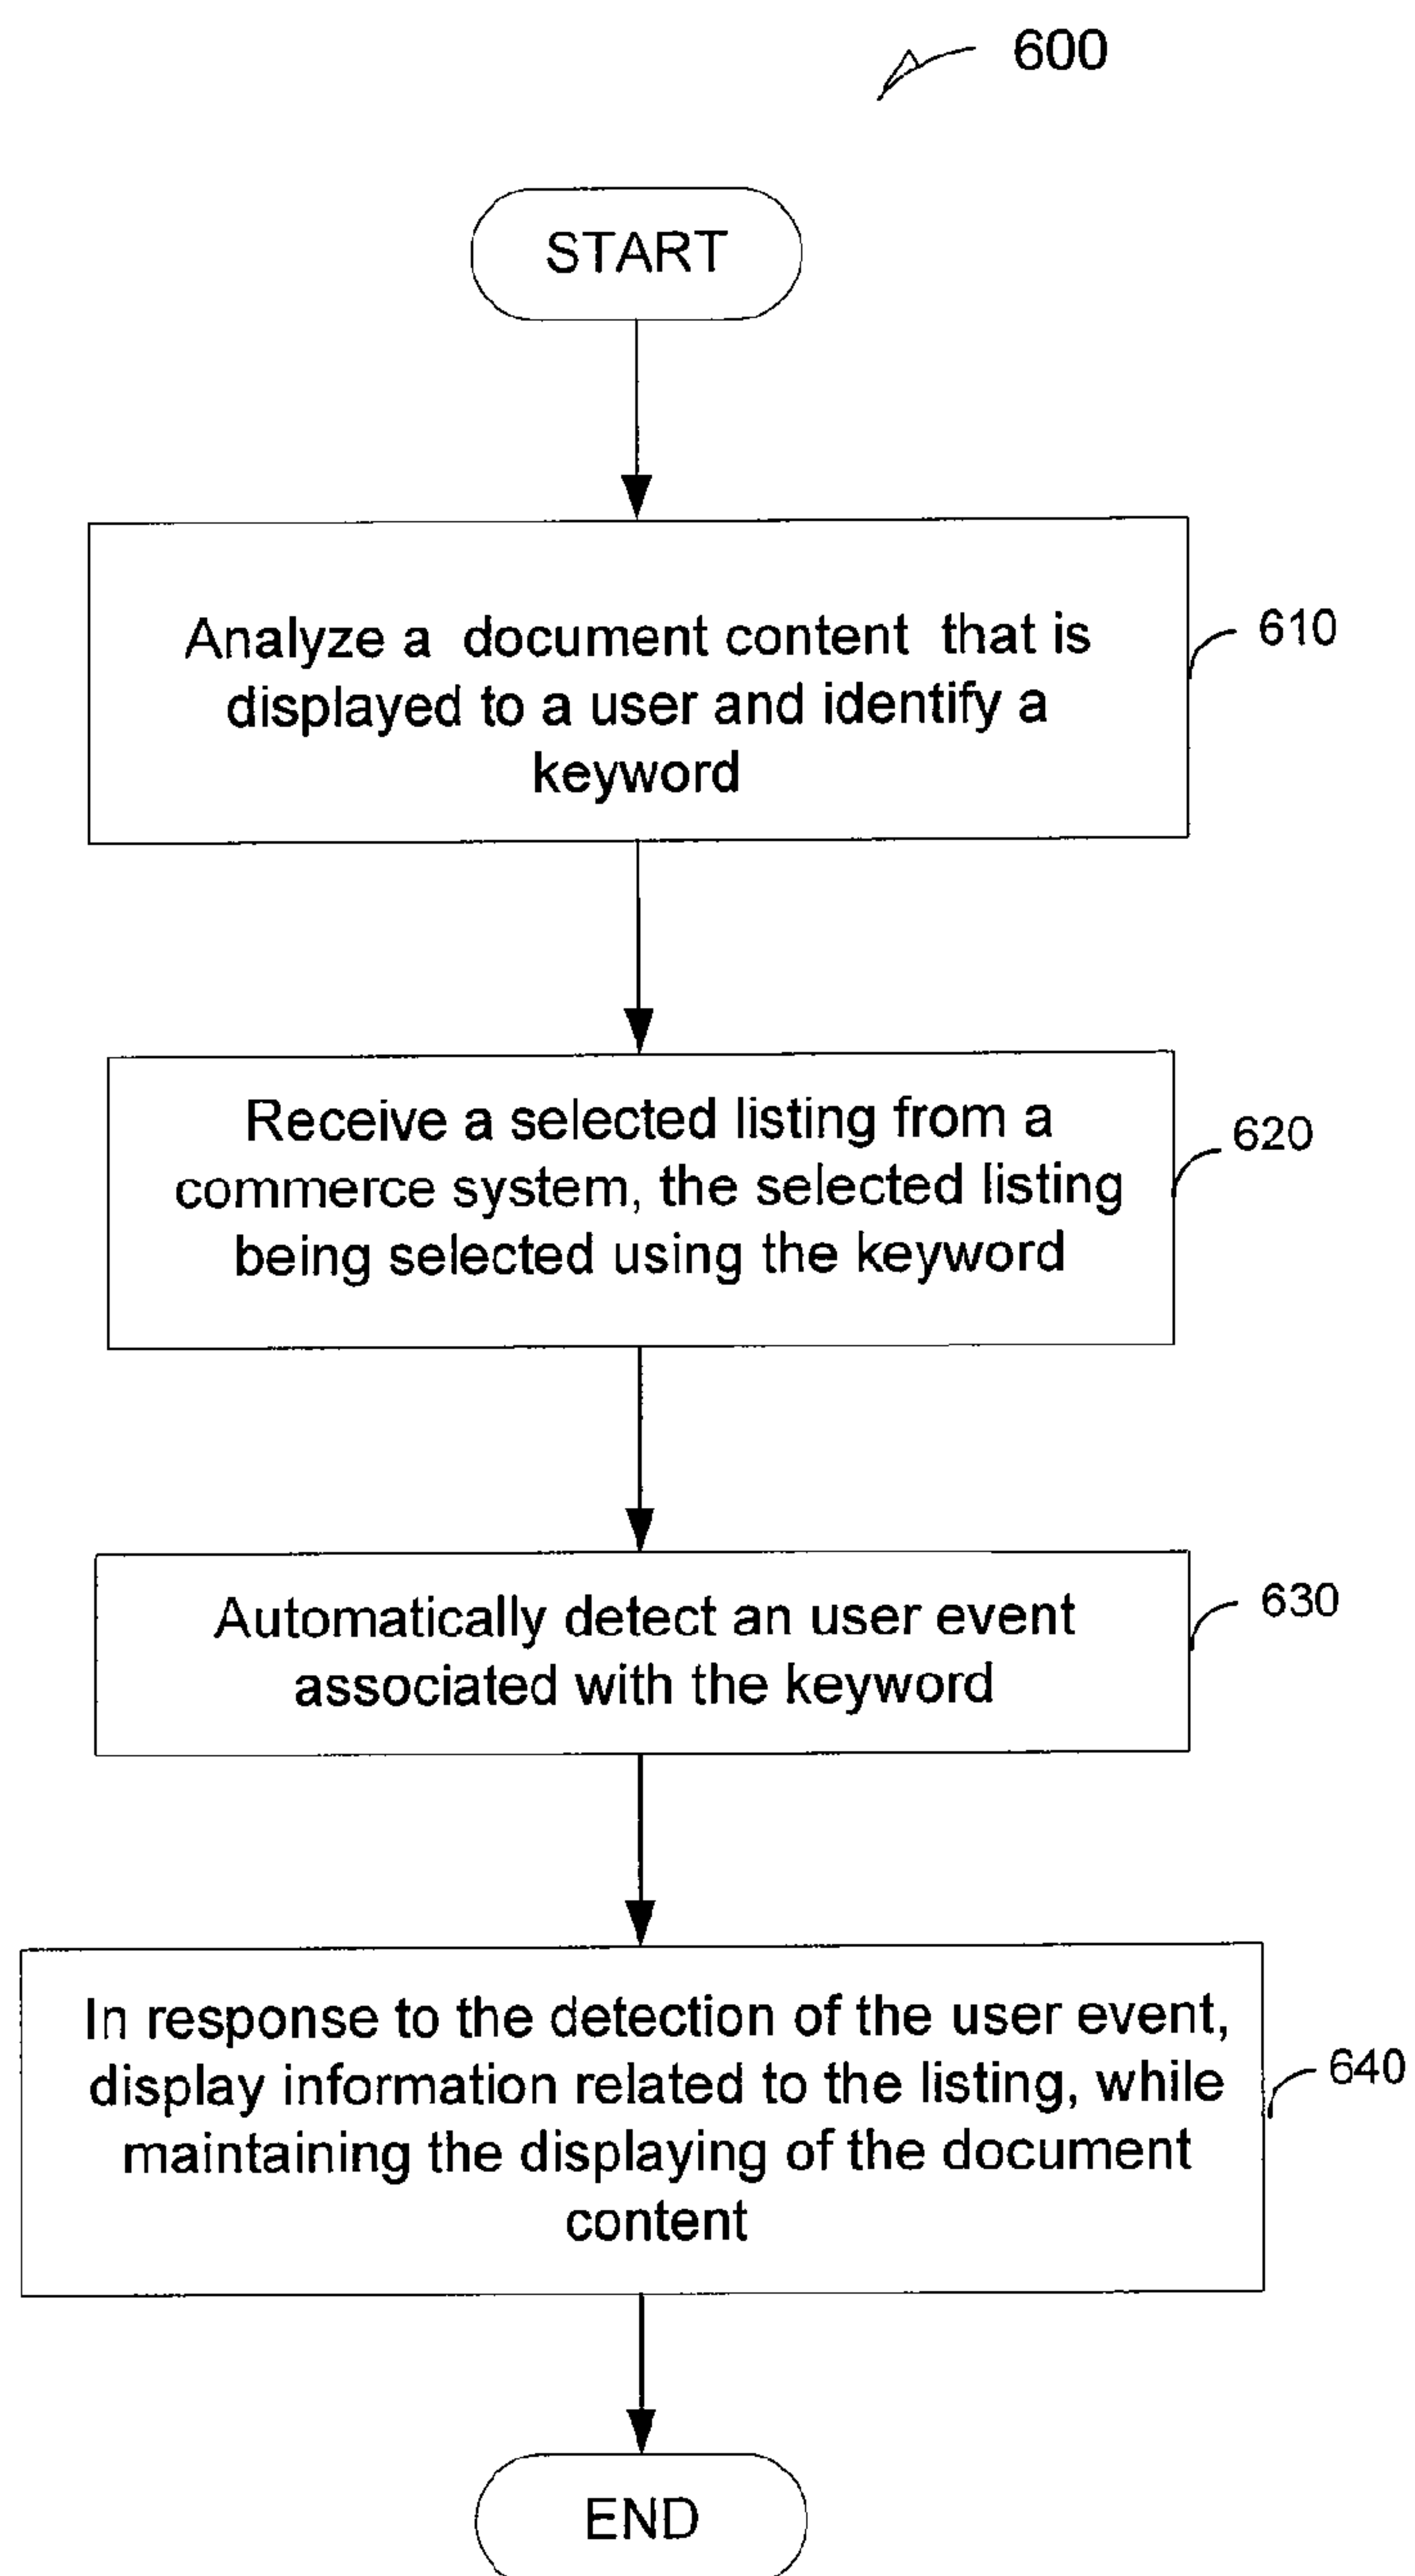 600
START
Analyze a document content that is
displayed to a user and identify a
keyword
610
Receive a selected listing from a
commerce system, the selected listing
being selected using the keyword
620
Automatically detect an user event
associated with the keyword
630
In response to the detection of the user event,
display information related to the listing, while
maintaining the displaying of the document
content
640
END